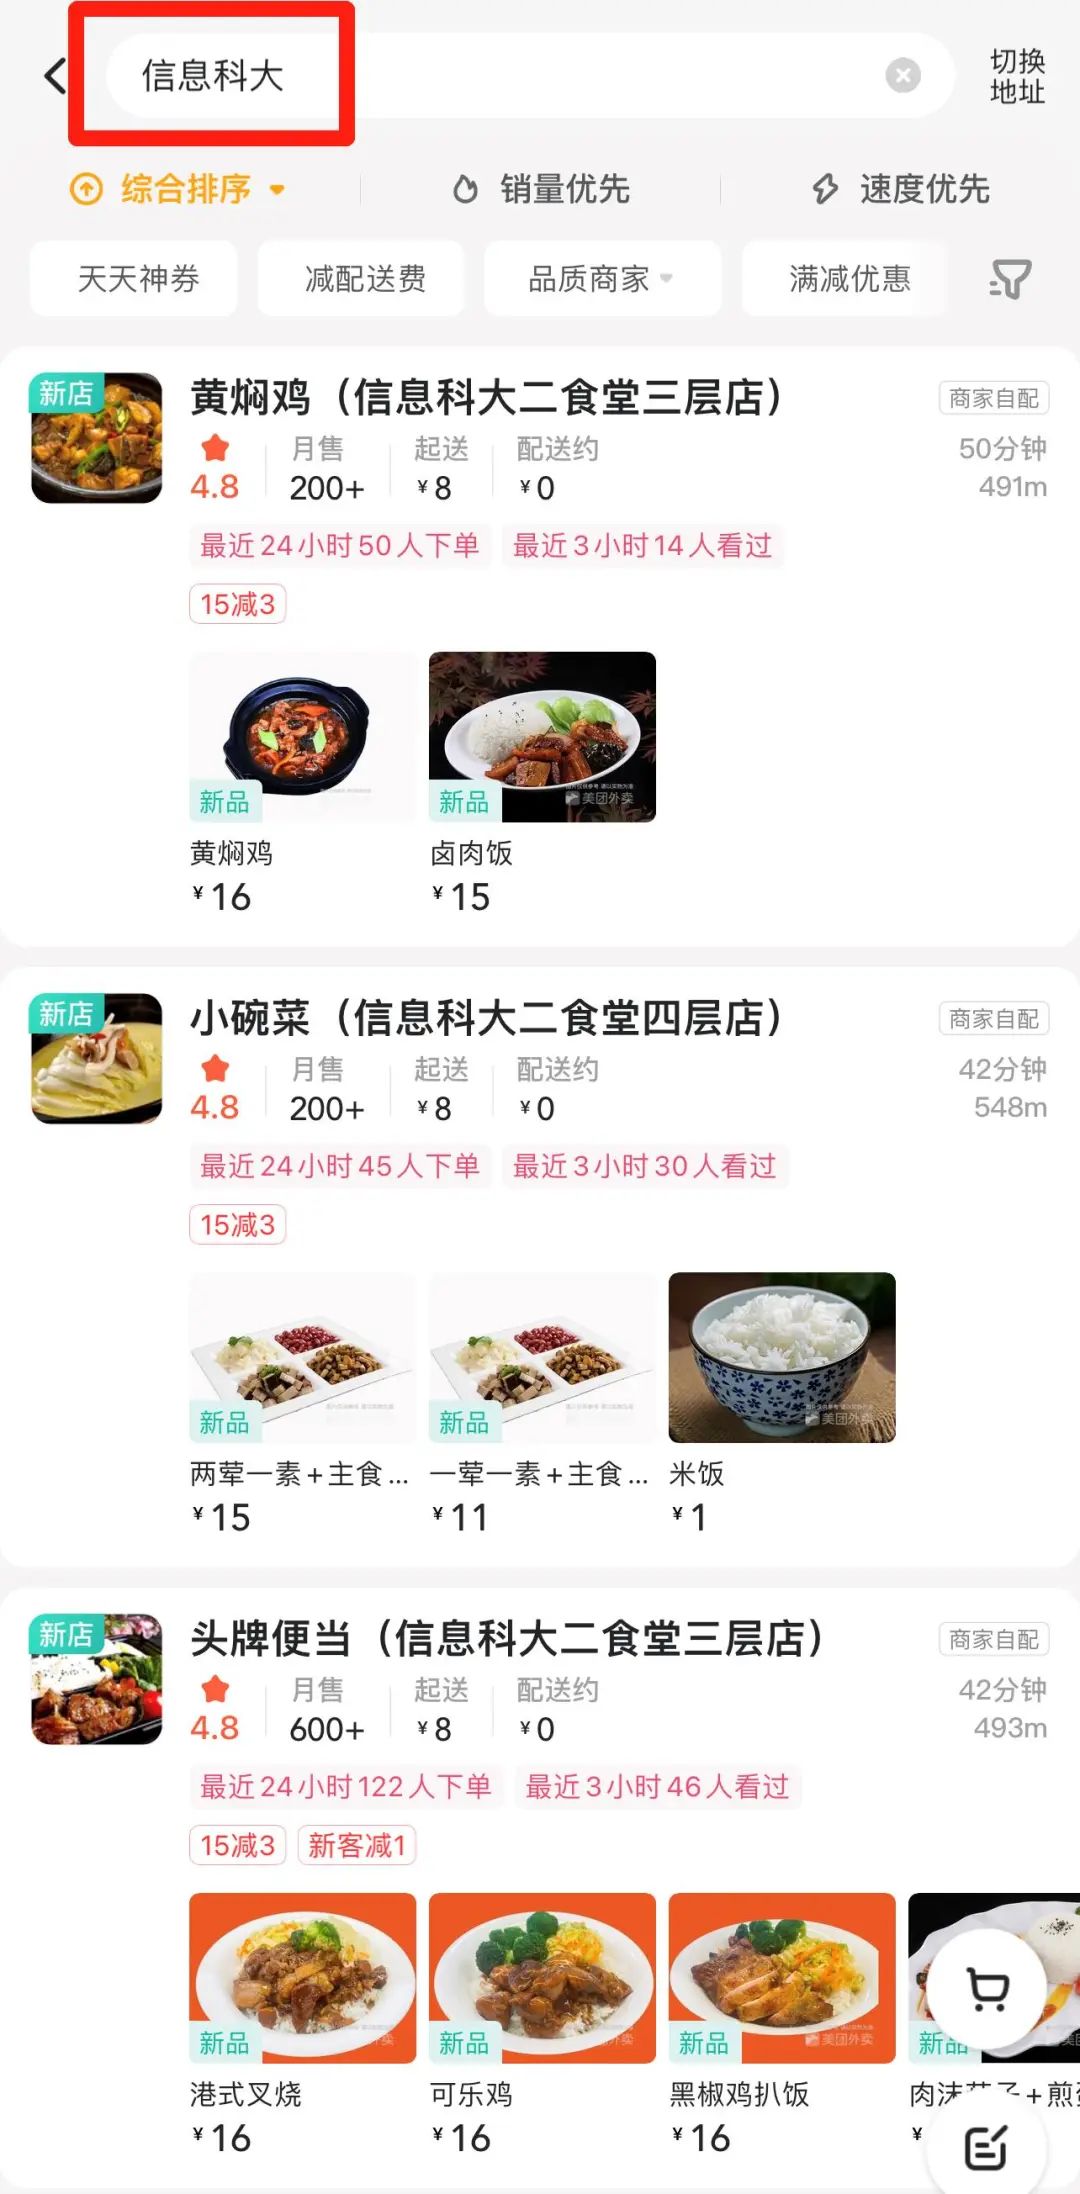 信息科大
切换
地址
综合排序
销量优先
速度优先
天天神券
减配送费
品质商家
满减优惠
新店
黄焖鸡（信息科大二食堂三层店）
商家自配
月售 起送 配送约
50分钟
4.8 200+ ¥8 ¥0
491m
最近24小时50人下单 最近3小时14人看过
15减3
新品 新品
美团外卖
黄焖鸡 卤肉饭
¥16 ¥15
新店
小碗菜（信息科大二食堂四层店）
商家自配
月售 起送 配送约
42分钟
4.8 200+ ¥8 ¥0
548m
最近24小时45人下单 最近3小时30人看过
15减3
新品 新品
美团外卖
两荤一素+主食... 一荤一素+主食... 米饭
¥15 ¥11 ¥1
新店
头牌便当（信息科大二食堂三层店）
商家自配
月售 起送 配送约
42分钟
4.8 600+ ¥8 ¥0
493m
最近24小时122人下单 最近3小时46人看过
15减3 新客减1
新品 新品 新品 新品
美团外卖
港式叉烧 可乐鸡 黑椒鸡扒饭 肉沫茄子+煎
¥16 ¥16 ¥16 ¥